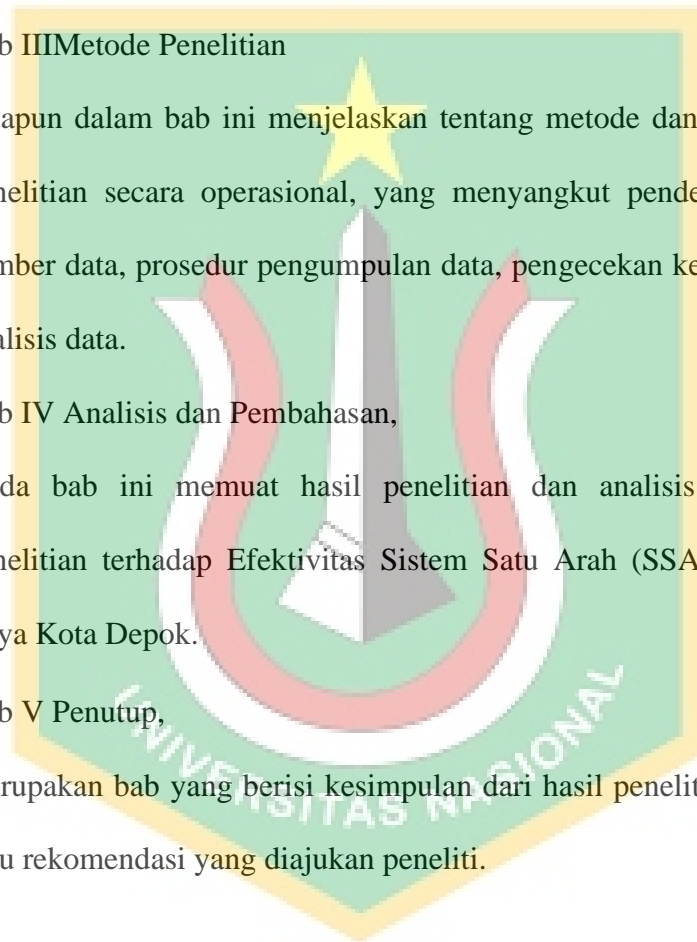 b IIIMetode Penelitian
apun dalam bab ini menjelaskan tentang metode dan
nelitian secara operasional, yang menyangkut pende
mber data, prosedur pengumpulan data, pengecekan ke
alisis data.
b IV Analisis dan Pembahasan,
da bab ini memuat hasil penelitian dan analisis
nelitian terhadap Efektivitas Sistem Satu Arah (SSA
ya Kota Depok.
b V Penutup,
rupakan bab yang berisi kesimpulan dari hasil penelit
u rekomendasi yang diajukan peneliti.
UNIVERSITAS NASIONAL